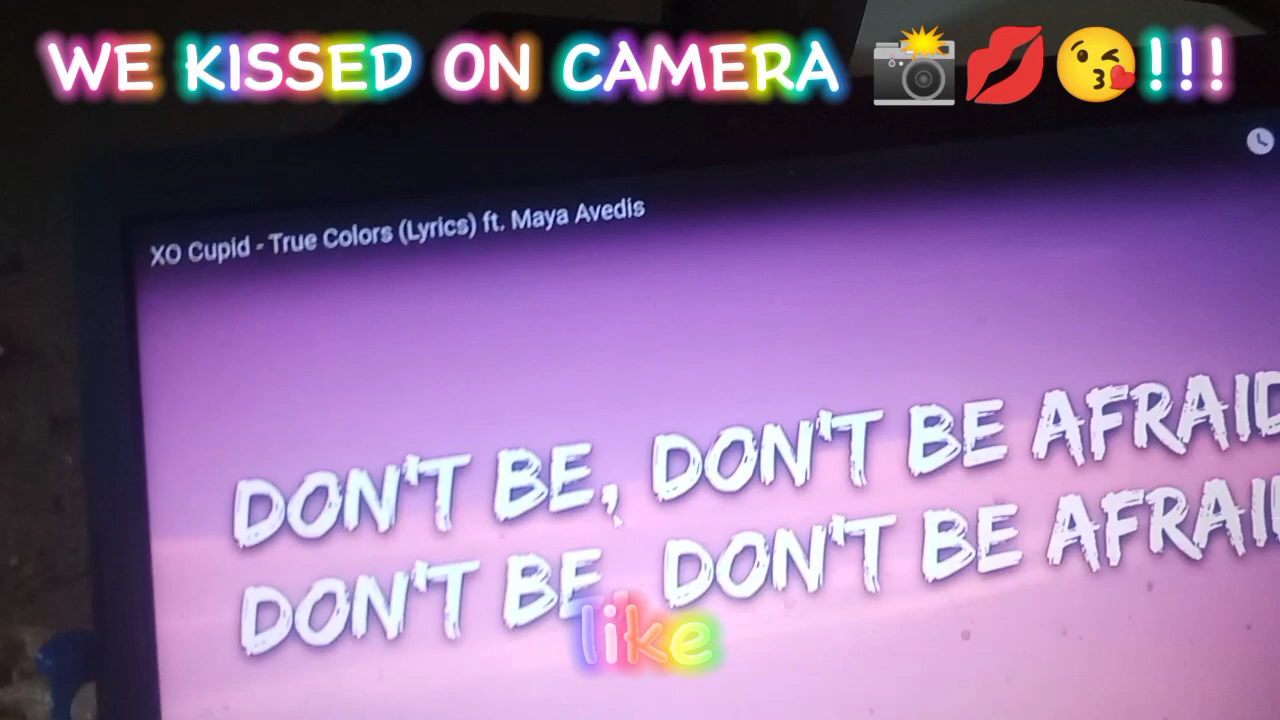 WE KISSED ON CAMERA 📸💋😘!!!
XO Cupid - True Colors (Lyrics) ft. Maya Avedis
DON'T BE, DON'T BE AFRAID
DON'T BE, DON'T BE AFRAID
like